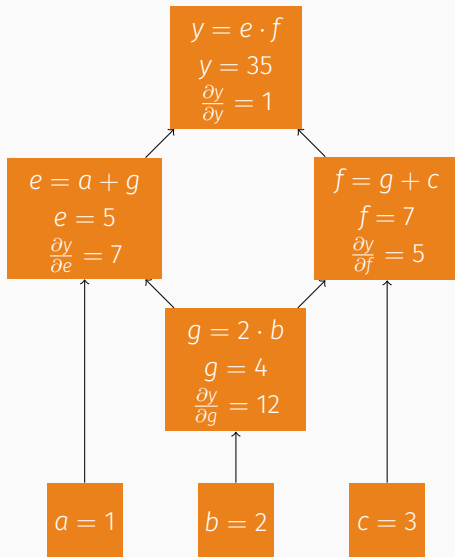 y = e · f
y = 35
∂y/∂y = 1
e = a + g
e = 5
∂y/∂e = 7
f = g + c
f = 7
∂y/∂f = 5
g = 2 · b
g = 4
∂y/∂g = 12
a = 1
b = 2
c = 3